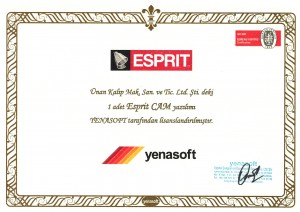 ESPRIT
Ünan Kalıp Mak. San. ve Tic. Ltd. Şti. deki
1 adet Esprit CAM yazılımı
YENASOFT tarafından lisanslandırılmıştır.
yenasoft
yenasoft